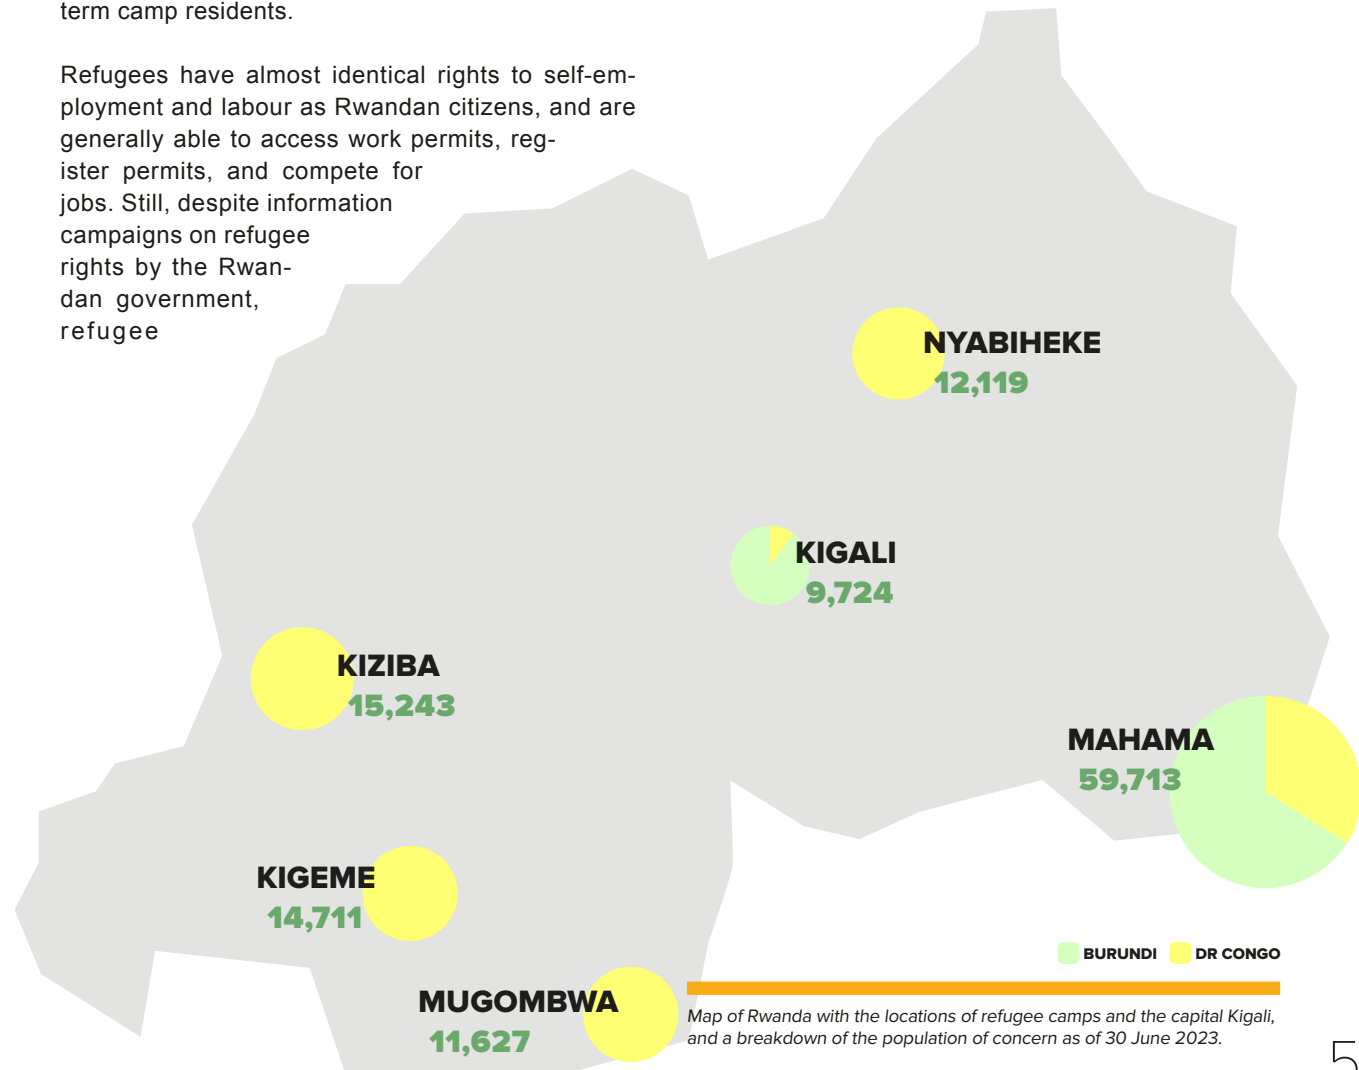 term camp residents.
Refugees have almost identical rights to self-em-
ployment and labour as Rwandan citizens, and are
generally able to access work permits, reg-
ister permits, and compete for
jobs. Still, despite information
campaigns on refugee
rights by the Rwan-
dan government,
refugee
NYABIHEKE
12,119
KIGALI
9,724
KIZIBA
15,243
MAHAMA
59,713
KIGEME
14,711
MUGOMBWA
11,627
BURUNDI DR CONGO
Map of Rwanda with the locations of refugee camps and the capital Kigali,
and a breakdown of the population of concern as of 30 June 2023.
5